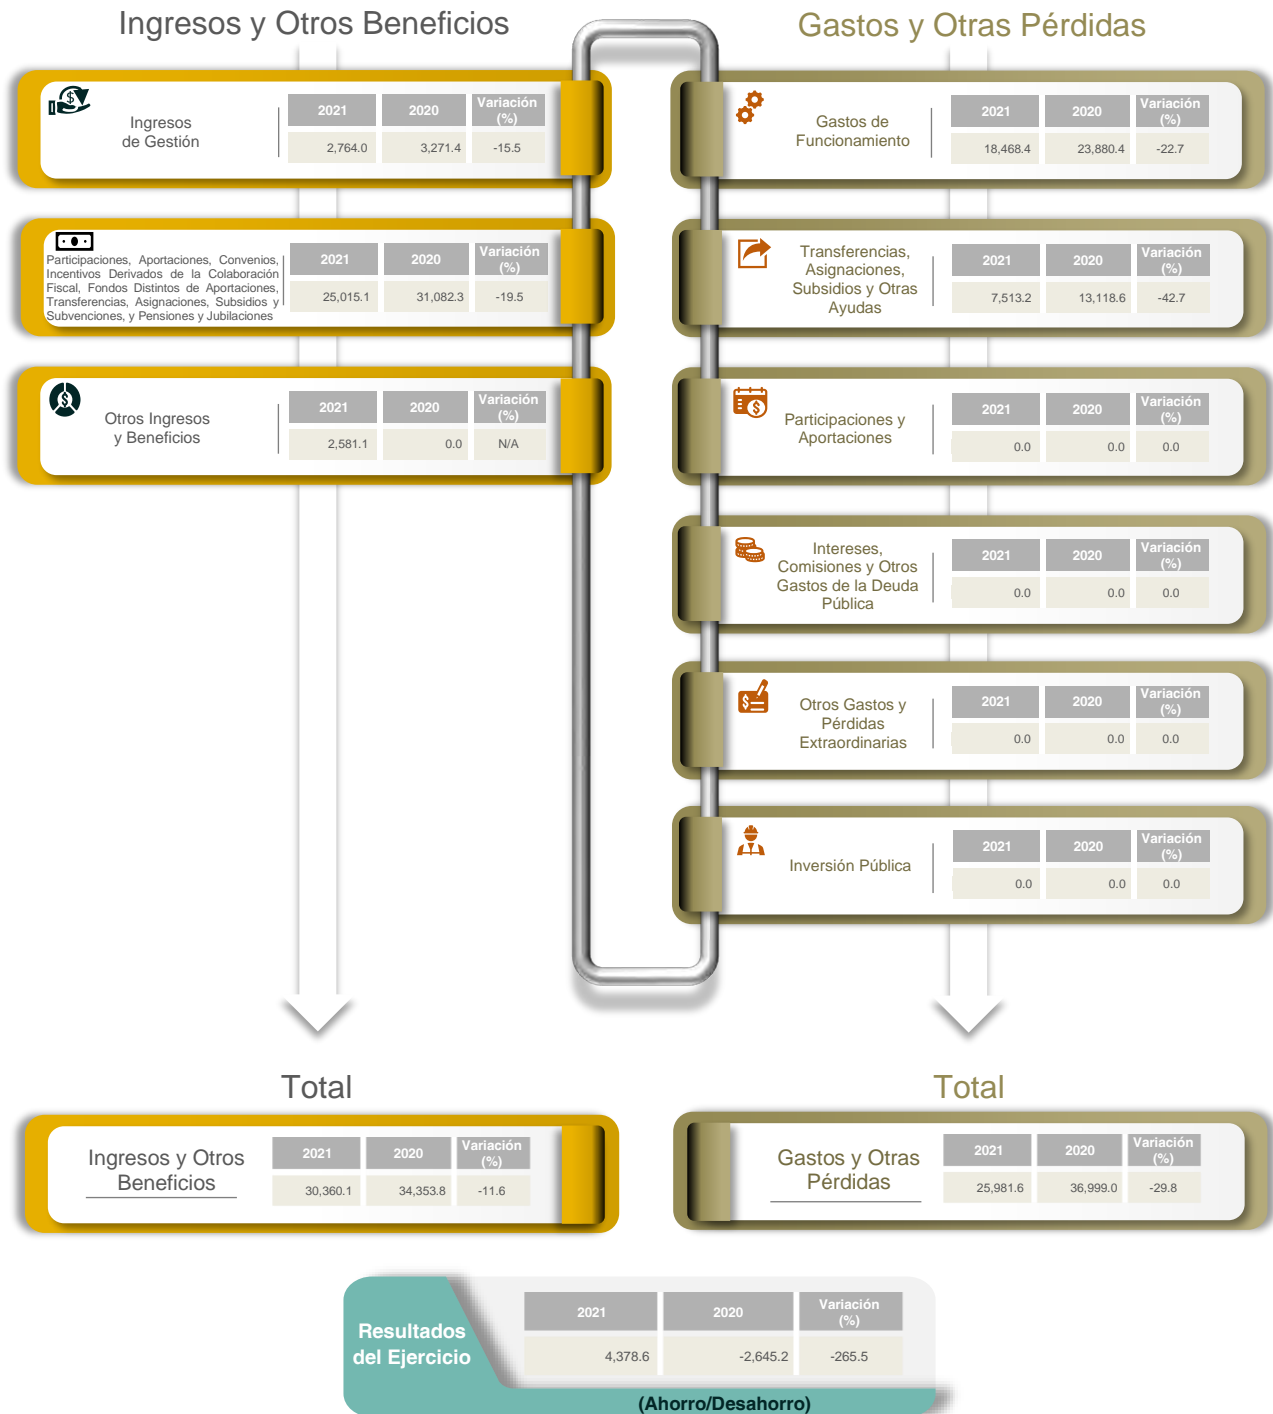 Ingresos y Otros Beneficios
Ingresos
de Gestión
2021 2020 Variación (%)
2,764.0 3,271.4 -15.5
Participaciones, Aportaciones, Convenios,
Incentivos Derivados de la Colaboración
Fiscal, Fondos Distintos de Aportaciones,
Transferencias, Asignaciones, Subsidios y
Subvenciones, y Pensiones y Jubilaciones
2021 2020 Variación (%)
25,015.1 31,082.3 -19.5
Otros Ingresos
y Beneficios
2021 2020 Variación (%)
2,581.1 0.0 N/A
Gastos y Otras Pérdidas
Gastos de
Funcionamiento
2021 2020 Variación (%)
18,468.4 23,880.4 -22.7
Transferencias,
Asignaciones,
Subsidios y Otras
Ayudas
2021 2020 Variación (%)
7,513.2 13,118.6 -42.7
Participaciones y
Aportaciones
2021 2020 Variación (%)
0.0 0.0 0.0
Intereses,
Comisiones y Otros
Gastos de la Deuda
Pública
2021 2020 Variación (%)
0.0 0.0 0.0
Otros Gastos y
Pérdidas
Extraordinarias
2021 2020 Variación (%)
0.0 0.0 0.0
Inversión Pública
2021 2020 Variación (%)
0.0 0.0 0.0
Total
Ingresos y Otros
Beneficios
2021 2020 Variación (%)
30,360.1 34,353.8 -11.6
Total
Gastos y Otras
Pérdidas
2021 2020 Variación (%)
25,981.6 36,999.0 -29.8
Resultados
del Ejercicio
2021 2020 Variación (%)
4,378.6 -2,645.2 -265.5
(Ahorro/Desahorro)